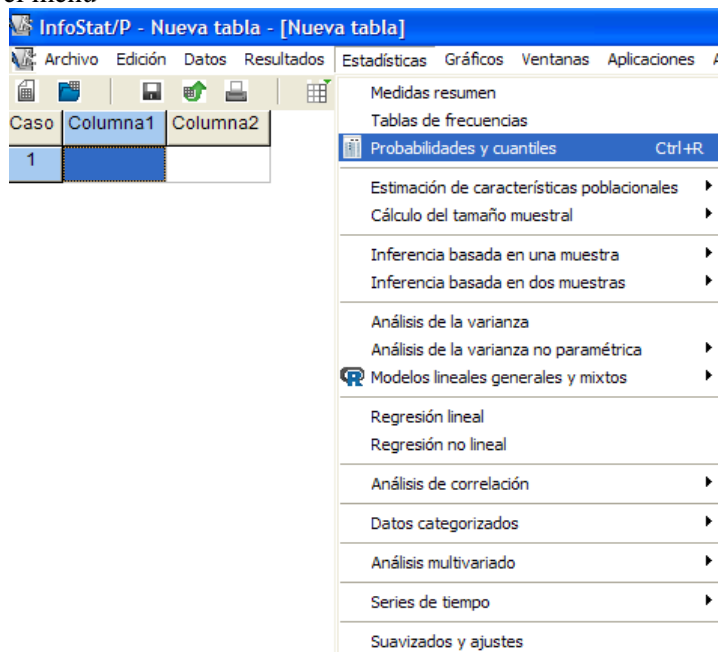 InfoStat/P - Nueva tabla - [Nueva tabla]
Archivo Edición Datos Resultados Estadísticas Gráficos Ventanas Aplicaciones
Caso Columna1 Columna2
1
Medidas resumen
Tablas de frecuencias
Probabilidades y cuantiles Ctrl+R
Estimación de características poblacionales
Cálculo del tamaño muestral
Inferencia basada en una muestra
Inferencia basada en dos muestras
Análisis de la varianza
Análisis de la varianza no paramétrica
Modelos lineales generales y mixtos
Regresión lineal
Regresión no lineal
Análisis de correlación
Datos categorizados
Análisis multivariado
Series de tiempo
Suavizados y ajustes